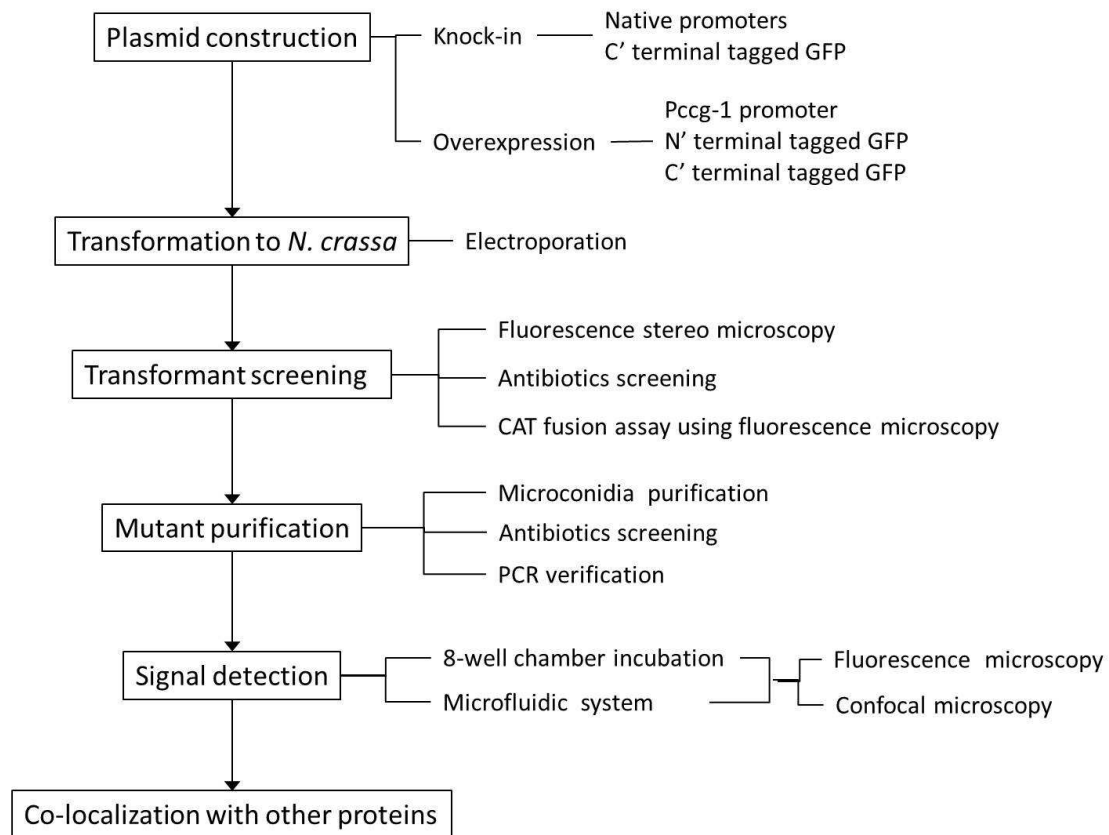 Plasmid construction
Knock-in
Native promoters
C’ terminal tagged GFP
Overexpression
Pccg-1 promoter
N’ terminal tagged GFP
C’ terminal tagged GFP
Transformation to N. crassa
Electroporation
Transformant screening
Fluorescence stereo microscopy
Antibiotics screening
CAT fusion assay using fluorescence microscopy
Mutant purification
Microconidia purification
Antibiotics screening
PCR verification
Signal detection
8-well chamber incubation
Microfluidic system
Fluorescence microscopy
Confocal microscopy
Co-localization with other proteins